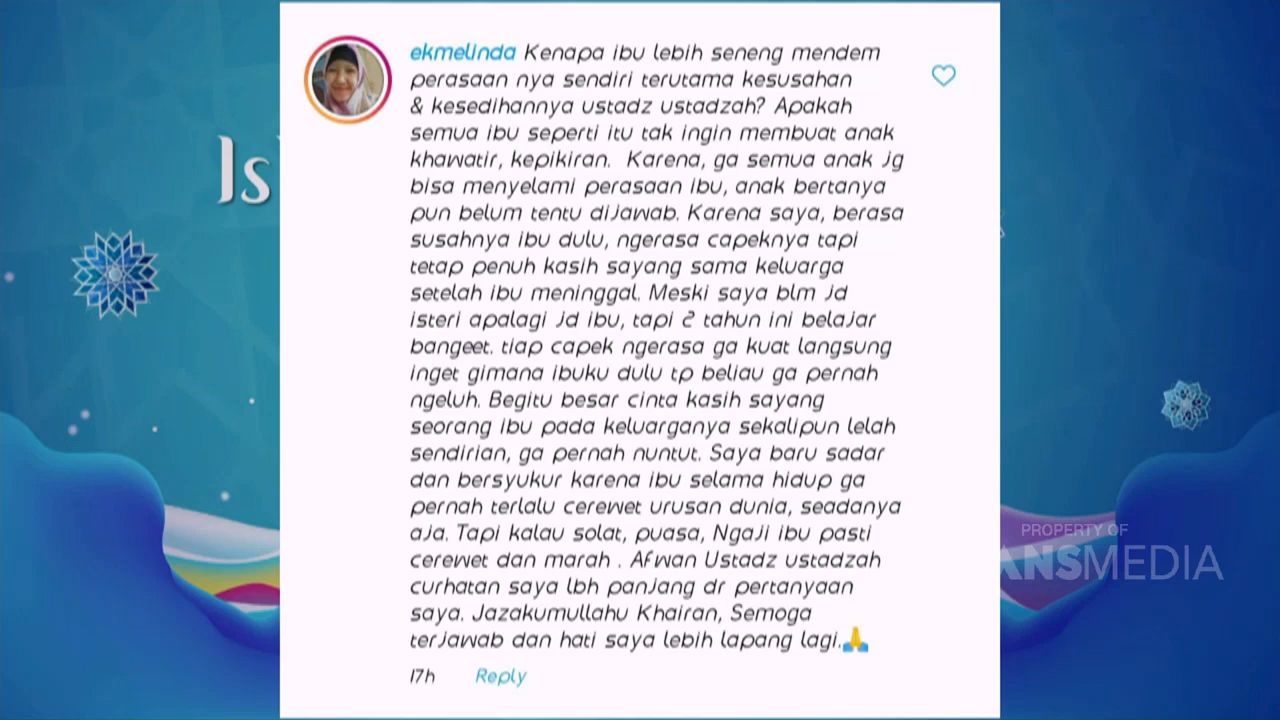 Is
ekmelinda Kenapa ibu lebih seneng mendem
perasaan nya sendiri terutama kesusahan
& kesedihannya ustadz ustadzah? Apakah
semua ibu seperti itu tak ingin membuat anak
khawatir, kepikiran. Karena, ga semua anak jg
bisa menyelami perasaan ibu, anak bertanya
pun belum tentu dijawab. Karena saya, berasa
susahnya ibu dulu, ngerasa capeknya tapi
tetap penuh kasih sayang sama keluarga
setelah ibu meninggal. Meski saya blm jd
isteri apalagi jd ibu, tapi 2 tahun ini belajar
bangeet. tiap capek ngerasa ga kuat langsung
inget gimana ibuku dulu tp beliau ga pernah
ngeluh. Begitu besar cinta kasih sayang
seorang ibu pada keluarganya sekalipun lelah
sendirian, ga pernah nuntut. Saya baru sadar
dan bersyukur karena ibu selama hidup ga
pernah terlalu cerewet urusan dunia, seadanya
aja. Tapi kalau solat, puasa, Ngaji ibu pasti
cerewet dan marah . Afwan Ustadz ustadzah
curhatan saya lbh panjang dr pertanyaan
saya. Jazakumullahu Khairan, Semoga
terjawab dan hati saya lebih lapang lagi.🙏
17h Reply
PROPERTY OF
ANSMEDIA